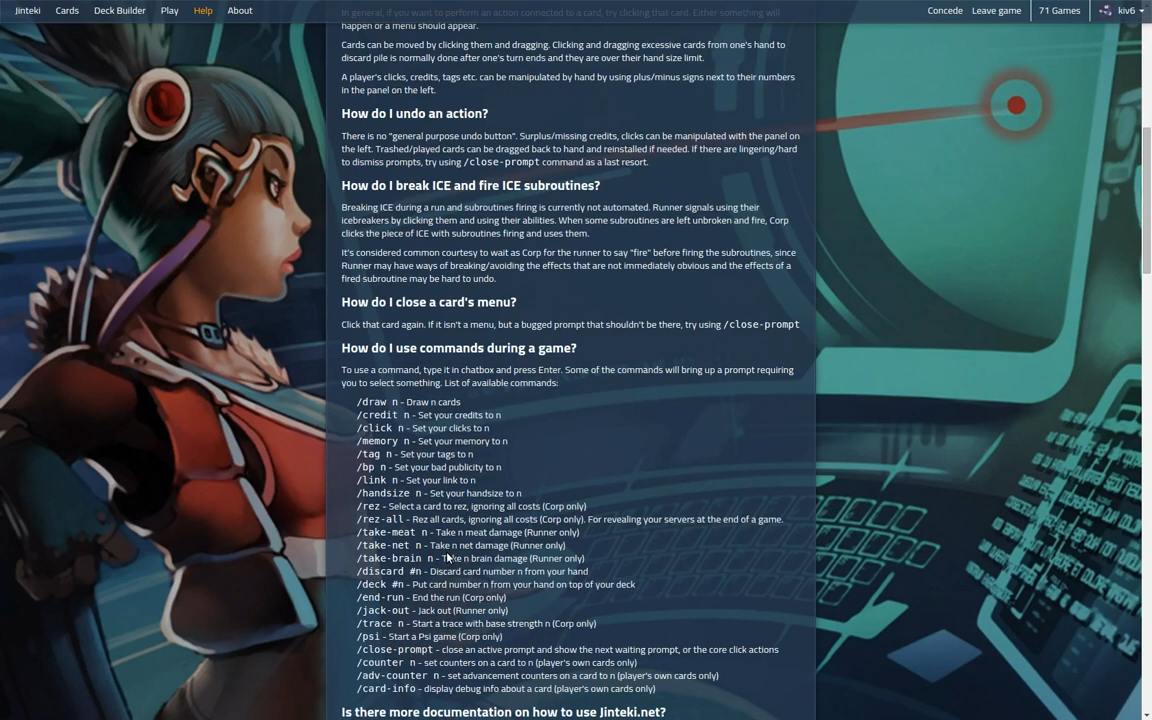 Jinteki Cards Deck Builder Play Help About Concede Leave game 71 Games kiv6
In general, if you want to perform an action connected to a card, try clicking that card. Either something will
happen or a menu should appear.
Cards can be moved by clicking them and dragging. Clicking and dragging excessive cards from one's hand to
discard pile is normally done after one's turn ends and they are over their hand size limit.
A player's clicks, credits, tags etc. can be manipulated by hand by using plus/minus signs next to their numbers
in the panel on the left.
How do I undo an action?
There is no "general purpose undo button". Surplus/missing credits, clicks can be manipulated with the panel on
the left. Trashed/played cards can be dragged back to hand and reinstalled if needed. If there are lingering/hard
to dismiss prompts, try using /close-prompt command as a last resort.
How do I break ICE and fire ICE subroutines?
Breaking ICE during a run and subroutines firing is currently not automated. Runner signals using their
icebreakers by clicking them and using their abilities. When some subroutines are left unbroken and fire, Corp
clicks the piece of ICE with subroutines firing and uses them.
It's considered common courtesy to wait as Corp for the runner to say "fire" before firing the subroutines, since
Runner may have ways of breaking/avoiding the effects that are not immediately obvious and the effects of a
fired subroutine may be hard to undo.
How do I close a card's menu?
Click that card again. If it isn't a menu, but a bugged prompt that shouldn't be there, try using /close-prompt
How do I use commands during a game?
To use a command, type it in chatbox and press Enter. Some of the commands will bring up a prompt requiring
you to select something. List of available commands:
/draw n - Draw n cards
/credit n - Set your credits to n
/click n - Set your clicks to n
/memory n - Set your memory to n
/tag n - Set your tags to n
/bp n - Set your bad publicity to n
/link n - Set your link to n
/handsize n - Set your handsize to n
/rez - Select a card to rez, ignoring all costs (Corp only)
/rez-all - Rez all cards, ignoring all costs (Corp only). For revealing your servers at the end of a game.
/take-meat n - Take n meat damage (Runner only)
/take-net n - Take n net damage (Runner only)
/take-brain n - Take n brain damage (Runner only)
/discard #n - Discard card number n from your hand
/deck #n - Put card number n from your hand on top of your deck
/end-run - End the run (Corp only)
/jack-out - Jack out (Runner only)
/trace n - Start a trace with base strength n (Corp only)
/psi - Start a Psi game (Corp only)
/close-prompt - close an active prompt and show the next waiting prompt, or the core click actions
/counter n - set counters on a card to n (player's own cards only)
/adv-counter n - set advancement counters on a card to n (player's own cards only)
/card-info - display debug info about a card (player's own cards only)
Is there more documentation on how to use Jinteki.net?